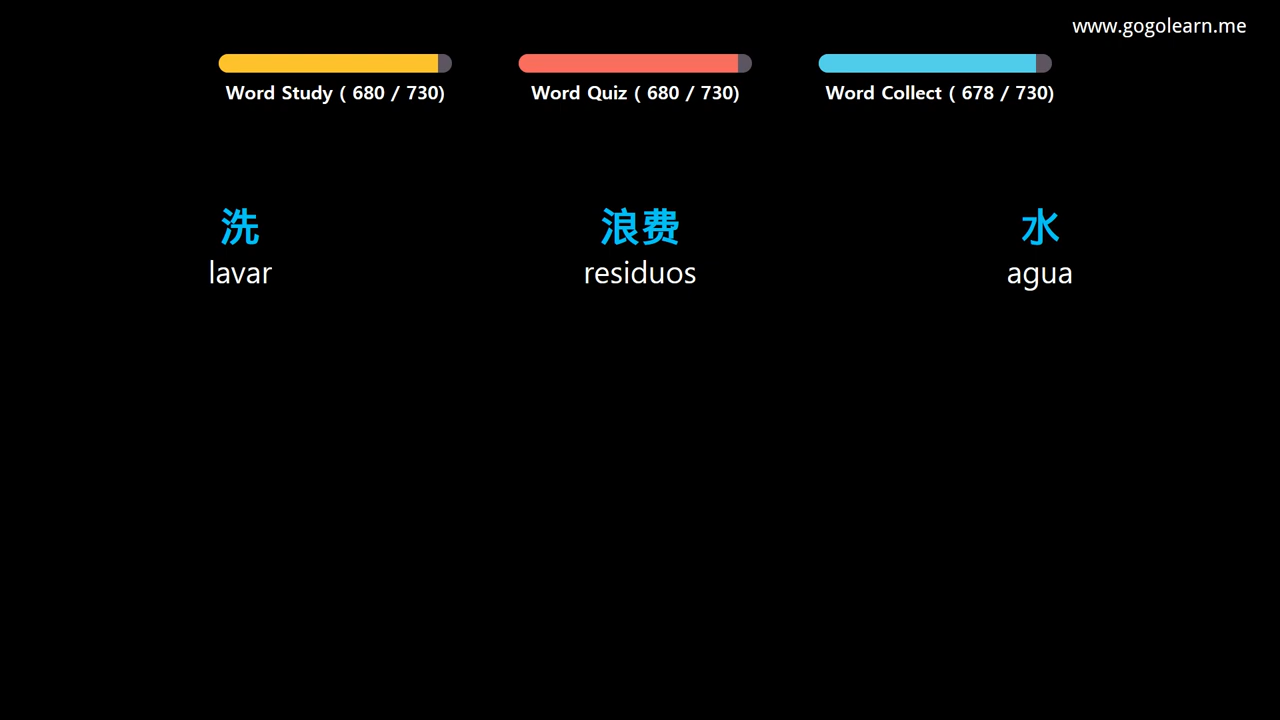 www.gogolearn.me
Word Study ( 680 / 730)
Word Quiz ( 680 / 730)
Word Collect ( 678 / 730)
洗
lavar
浪费
residuos
水
agua